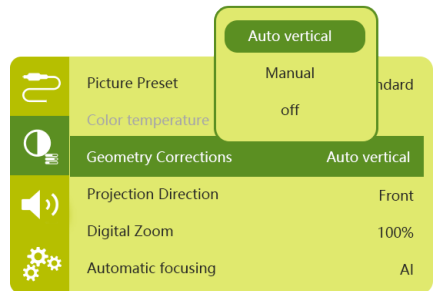 Auto vertical
Manual
off
Picture Preset
ndard
Color temperature
Geometry Corrections Auto vertical
Projection Direction Front
Digital Zoom 100%
Automatic focusing AI